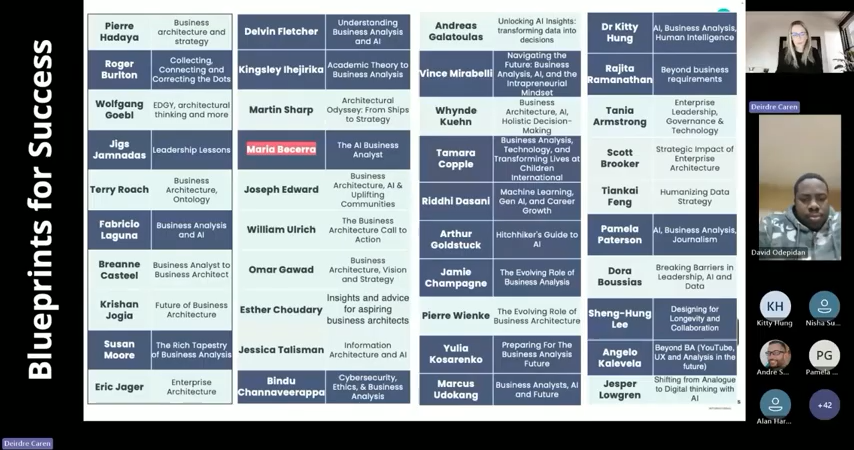 Blueprints for Success
Pierre
Hadaya
Business
architecture and
strategy
Roger
Burlton
Collecting,
Connecting and
Correcting the Dots
Wolfgang
Goebl
EDGY, architectural
thinking and more
Jigs
Jamnadas
Leadership Lessons
Terry Roach
Business
Architecture,
Ontology
Fabricio
Laguna
Business Analysis
and AI
Breanne
Casteel
Business Analyst to
Business Architect
Krishan
Jogia
Future of Business
Architecture
Susan
Moore
The Rich Tapestry
of Business Analysis
Eric Jager
Enterprise
Architecture
Delvin Fletcher
Understanding
Business Analysis
and AI
Kingsley Ihejirika
Academic Theory to
Business Analysis
Martin Sharp
Architectural
Odyssey: From Ships
to Strategy
Maria Becerra
The AI Business
Analyst
Joseph Edward
Business
Architecture, AI &
Uplifting
Communities
William Ulrich
The Business
Architecture Call to
Action
Omar Gawad
Business
Architecture, Vision
and Strategy
Esther Choudary
Insights and advice
for aspiring
business architects
Jessica Talisman
Information
Architecture and AI
Bindu
Channaveerappa
Cybersecurity,
Ethics, & Business
Analysis
Andreas
Galatoulas
Unlocking AI Insights:
transforming data into
decisions
Vince Mirabelli
Navigating the
Future: Business
Analysis, AI, and the
Intrapreneurial
Mindset
Whynde
Kuehn
Business
Architecture, AI,
Holistic Decision-
Making
Tamara
Copple
Business Analysis,
Technology, and
Transforming Lives at
Children
International
Riddhi Dasani
Machine Learning,
Gen AI, and Career
Growth
Arthur
Goldstuck
Hitchhiker's Guide to
AI
Jamie
Champagne
The Evolving Role of
Business Analysis
Pierre Wienke
The Evolving Role of
Business Architecture
Yulia
Kosarenko
Preparing For The
Business Analysis
Future
Marcus
Udokang
Business Analysts, AI
and Future
Dr Kitty
Hung
AI, Business Analysis,
Human Intelligence
Rajita
Ramanathan
Beyond business
requirements
Tania
Armstrong
Enterprise
Leadership,
Governance &
Technology
Scott
Brooker
Strategic Impact of
Enterprise
Architecture
Tiankai
Feng
Humanizing Data
Strategy
Pamela
Paterson
AI, Business Analysis,
Journalism
Dora
Boussias
Breaking Barriers in
Leadership, AI and
Data
Sheng-Hung
Lee
Designing for
Longevity and
Collaboration
Angelo
Kalevela
Beyond BA (YouTube,
UX and Analysis in the
future)
Jesper
Lowgren
Shifting from Analogue
to Digital thinking with
AI
Deirdre Caren
David Odepidan
KH
Kitty Hung
Nisha Su...
Andre S...
PG
Pamela ...
Alan Har...
+42
Deirdre Caren